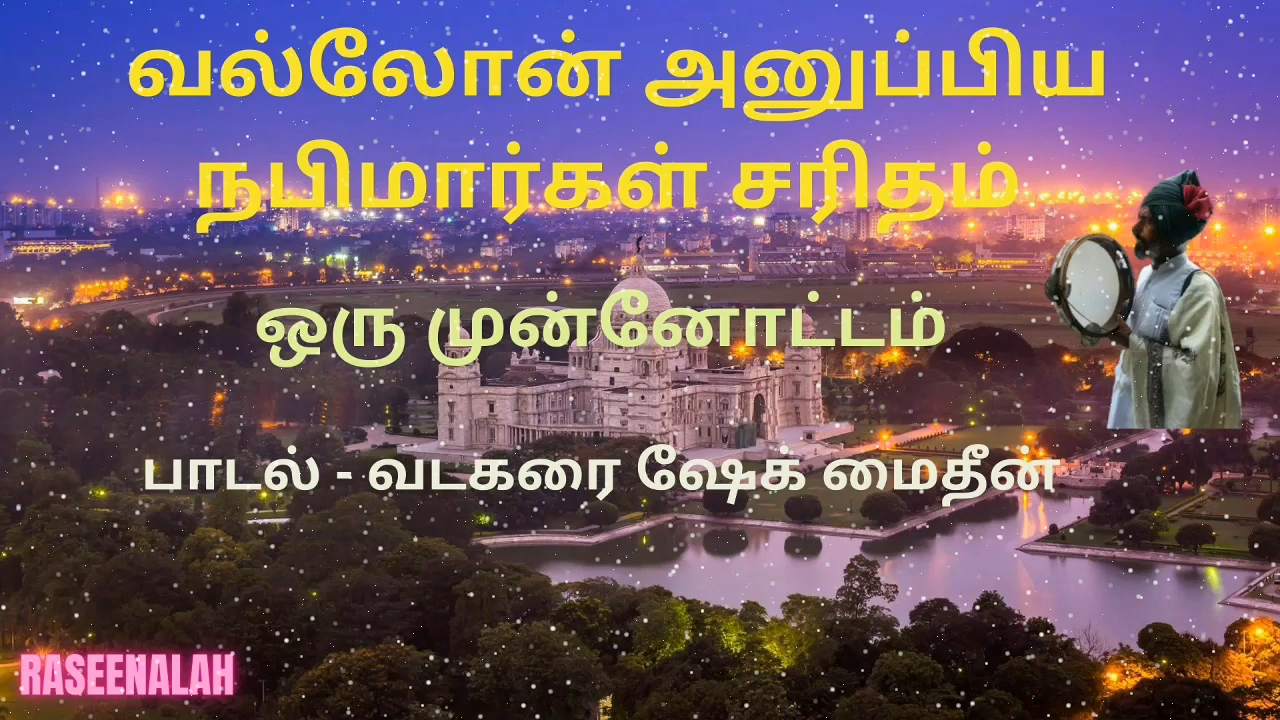 வல்லோன் அனுப்பிய
நபிமார்கள் சரிதம்
ஒரு முன்னோட்டம்
பாடல் - வடகரை ஷேக் மைதீன்
RASEENALAH